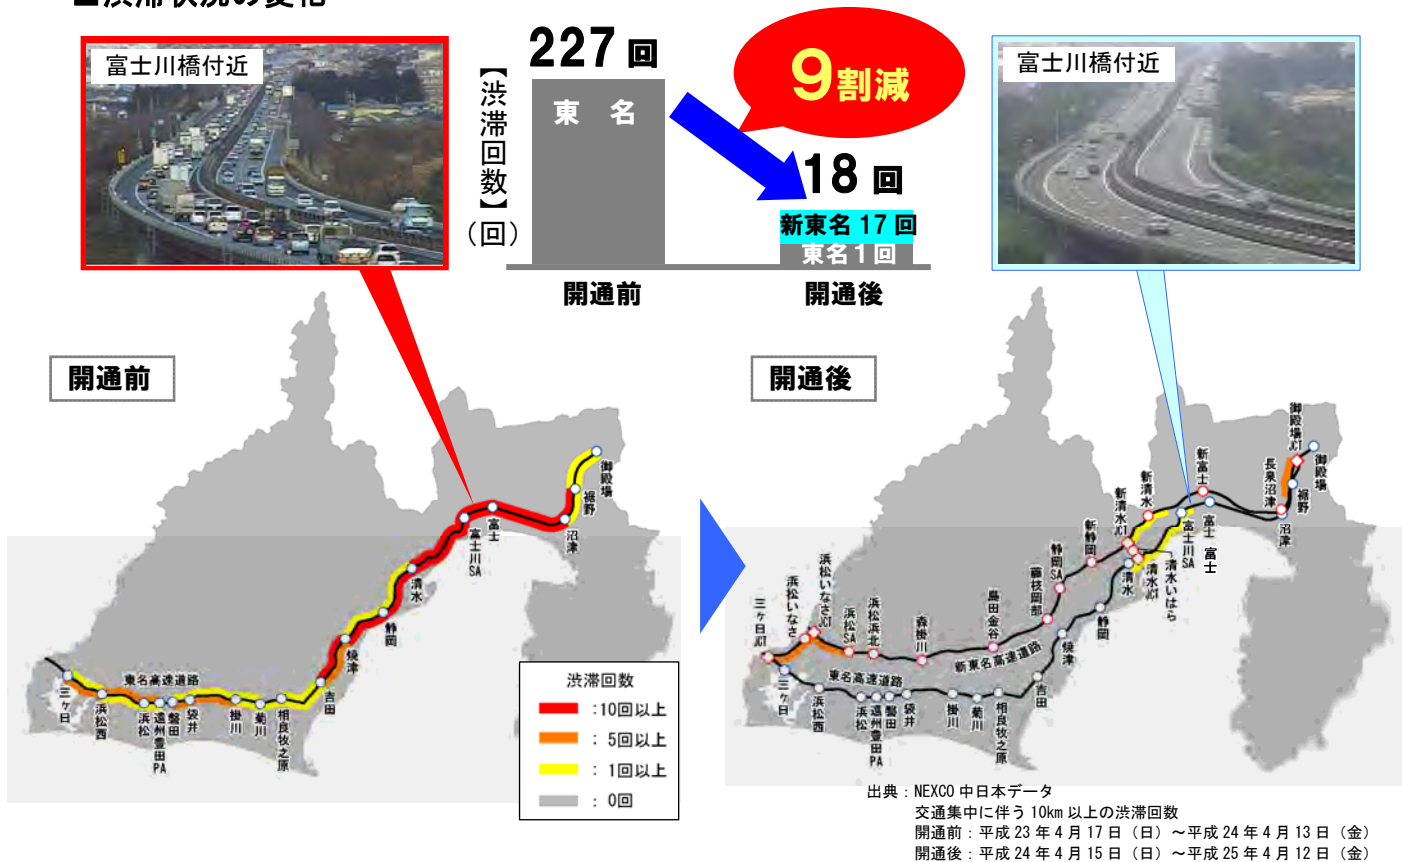 ■渋滞状況の変化
富士川橋付近
【渋滞回数】
(回)
227回
東 名
9割減
18回
新東名17回
東名1回
開通前
開通後
富士川橋付近
開通前
御殿場
裾野
沼津
富士
富士川SA
清水
静岡
焼津
吉田
相良牧之原
菊川
掛川
袋井
磐田
遠州豊田PA
浜松
浜松西
三ヶ日
東名高速道路
渋滞回数
:10回以上
: 5回以上
: 1回以上
: 0回
開通後
御殿場JCT
御殿場
長泉沼津
裾野
沼津
新富士
富士
富士
富士川SA
新清水
新清水JCT
清水いはら
清水JCT
清水
新静岡
静岡SA
静岡
藤枝岡部
焼津
島田金谷
吉田
森掛川
相良牧之原
菊川
掛川
袋井
磐田
遠州豊田PA
浜松
浜松西
三ヶ日
浜松浜北
浜松SA
浜松いなさJCT
浜松いなさ
三ヶ日JCT
新東名高速道路
東名高速道路
出典:NEXCO中日本データ
交通集中に伴う10km以上の渋滞回数
開通前:平成23年4月17日(日)~平成24年4月13日(金)
開通後:平成24年4月15日(日)~平成25年4月12日(金)